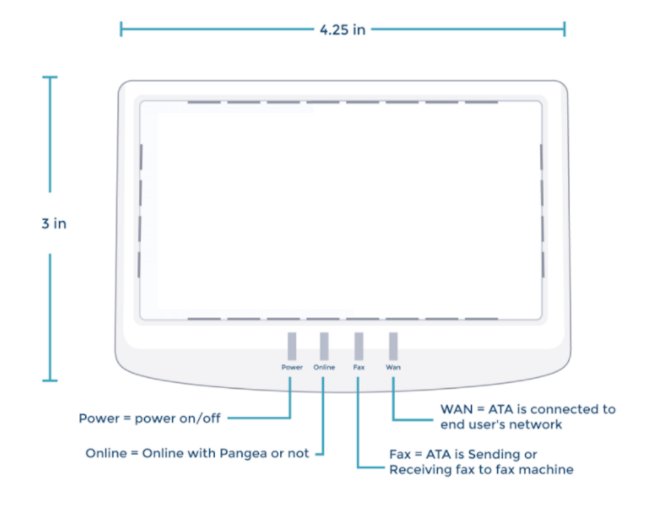 4.25 in
3 in
Power
Online
Fax
Wan
Power = power on/off
WAN = ATA is connected to
end user's network
Online = Online with Pangea or not
Fax = ATA is Sending or
Receiving fax to fax machine